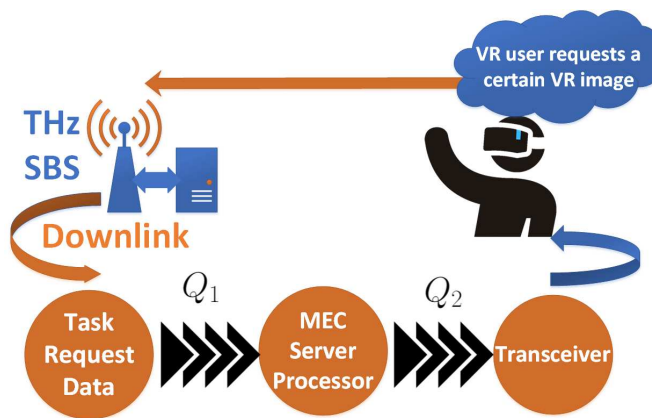 VR user requests a
certain VR image
THz
SBS
Downlink
Q1
Q2
Task
Request
Data
MEC
Server
Processor
Transceiver